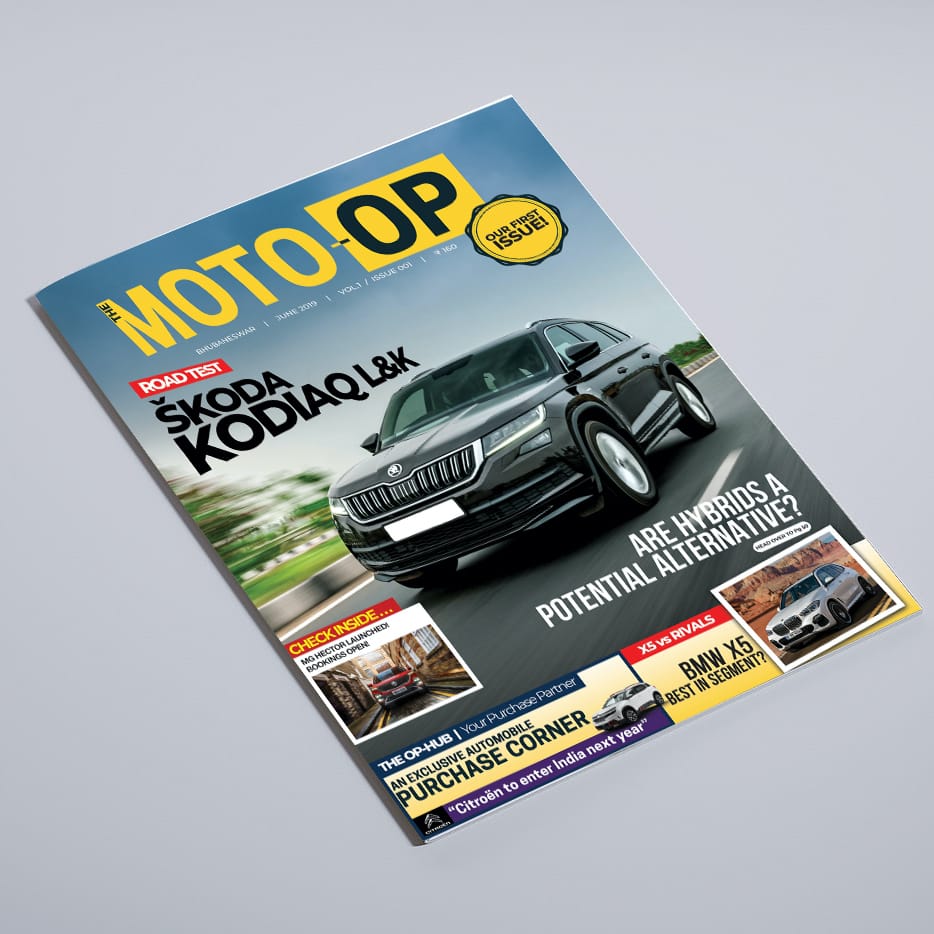 THE
MOTO-OP
OUR FIRST
ISSUE!
BHUBANESWAR | JUNE 2019 | VOL.1 / ISSUE 001 | ₹ 160
ROAD TEST
ŠKODA
KODIAQ L&K
ARE HYBRIDS A
POTENTIAL ALTERNATIVE?
HEAD OVER TO Pg
CHECK INSIDE...
MG HECTOR LAUNCHED!
BOOKINGS OPEN!
X5 vs RIVALS
BMW X5
BEST IN SEGMENT?
THE OP-HUB | Your Purchase Partner
AN EXCLUSIVE AUTOMOBILE
PURCHASE CORNER
"Citroën to enter India next year"
CITROËN